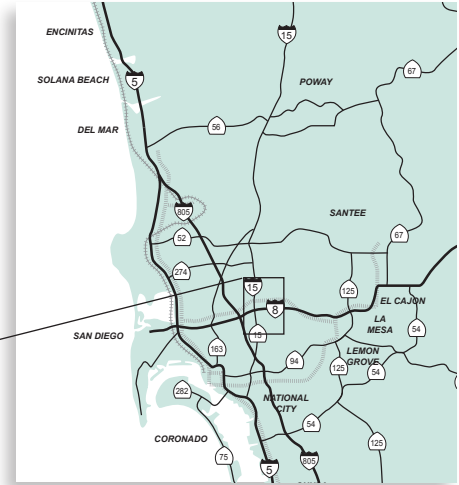 ENCINITAS
15
67
SOLANA BEACH
5
POWAY
56
DEL MAR
805
SANTEE
52
67
274
15
125
EL CAJON
8
LA
MESA
SAN DIEGO
15
54
163
94
LEMON
GROVE
125
54
282
NATIONAL
CITY
54
CORONADO
125
75
805
5